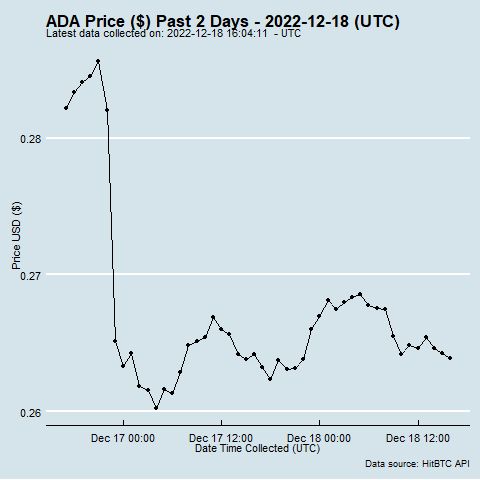 ADA Price ($) Past 2 Days - 2022-12-18 (UTC)
Latest data collected on: 2022-12-18 16:04:11 - UTC
0.28
0.27
0.26
Price USD ($)
Dec 17 00:00 Dec 17 12:00 Dec 18 00:00 Dec 18 12:00
Date Time Collected (UTC)
Data source: HitBTC API